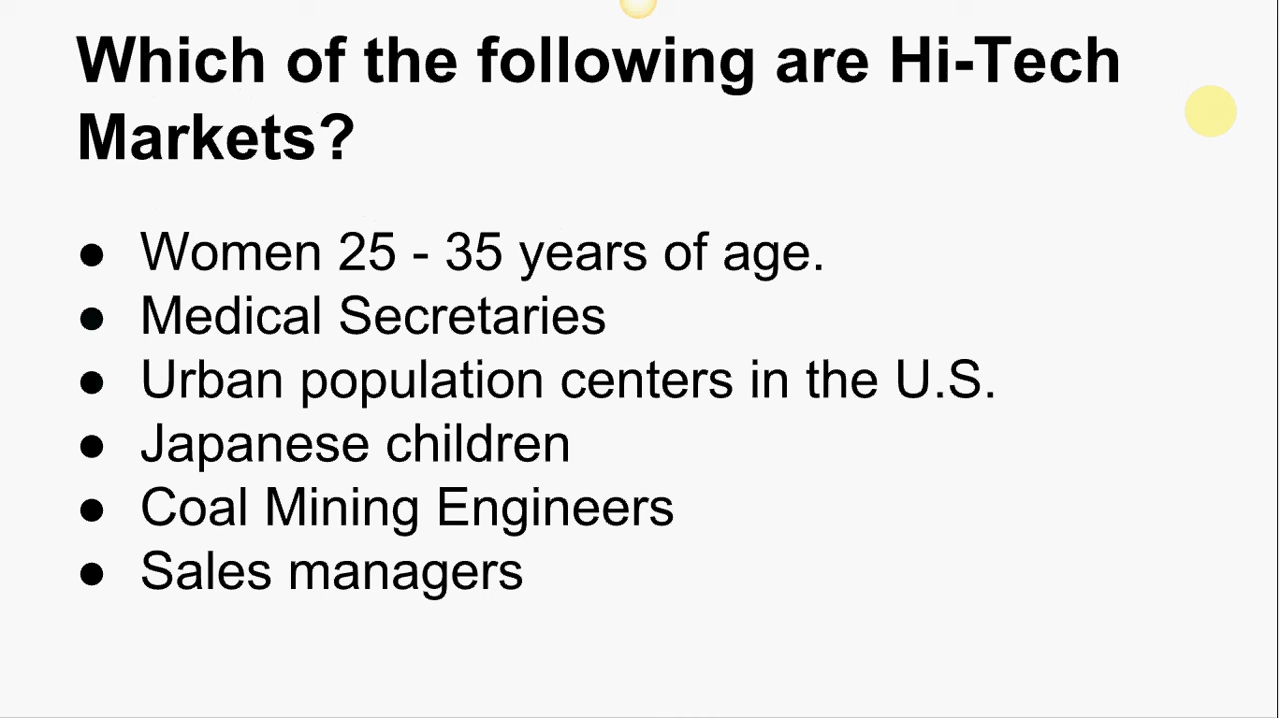 Which of the following are Hi-Tech
Markets?
● Women 25 - 35 years of age.
● Medical Secretaries
● Urban population centers in the U.S.
● Japanese children
● Coal Mining Engineers
● Sales managers